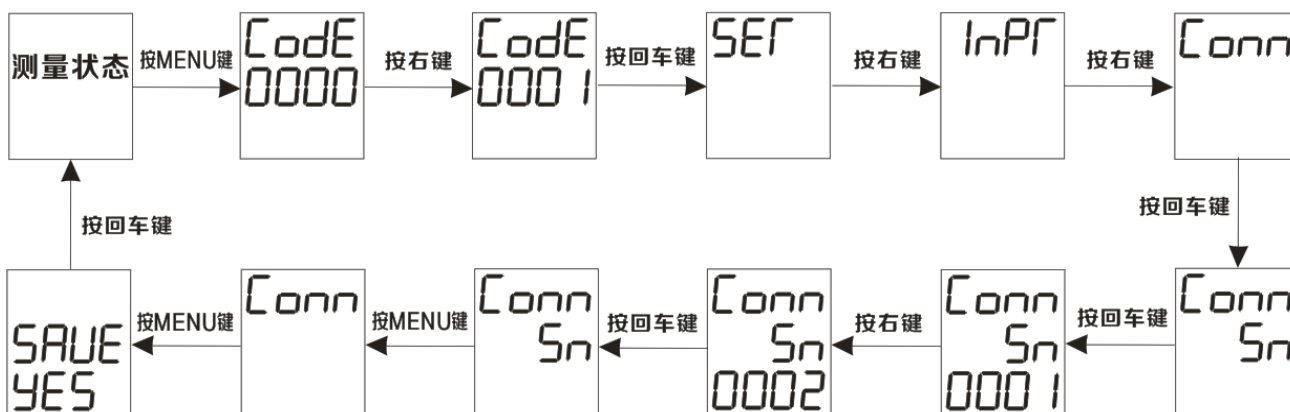 测量状态
按MENU键
CodE
0000
按右键
CodE
0001
按回车键
SET
按右键
InPT
按右键
Conn
按回车键
Conn
Sn
按回车键
Conn
Sn
0001
按右键
Conn
Sn
0002
按回车键
Conn
Sn
按MENU键
Conn
按MENU键
SAVE
YES
按回车键